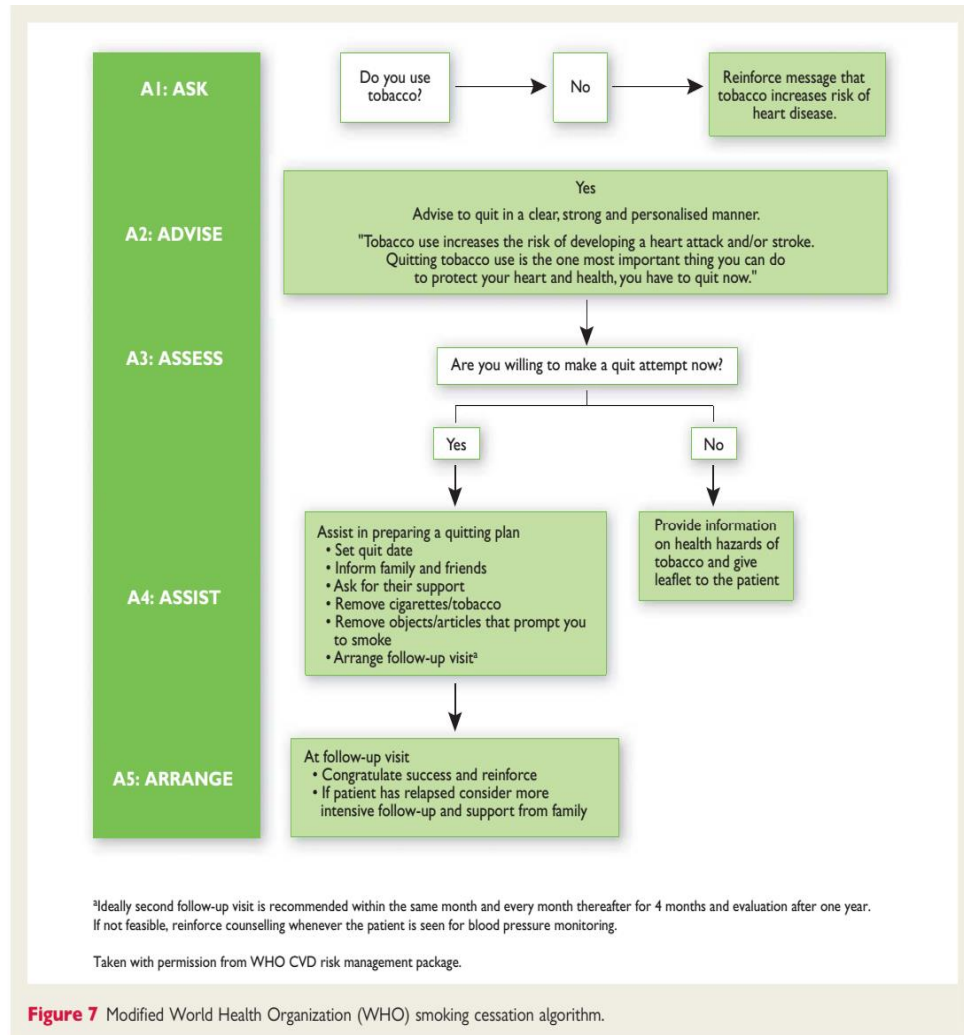 A1: ASK
Do you use
tobacco?
No
Reinforce message that
tobacco increases risk of
heart disease.
A2: ADVISE
Yes
Advise to quit in a clear, strong and personalised manner.
"Tobacco use increases the risk of developing a heart attack and/or stroke.
Quitting tobacco use is the one most important thing you can do
to protect your heart and health, you have to quit now."
A3: ASSESS
Are you willing to make a quit attempt now?
Yes
No
A4: ASSIST
Assist in preparing a quitting plan
• Set quit date
• Inform family and friends
• Ask for their support
• Remove cigarettes/tobacco
• Remove objects/articles that prompt you
to smoke
• Arrange follow-up visitᵃ
Provide information
on health hazards of
tobacco and give
leaflet to the patient
A5: ARRANGE
At follow-up visit
• Congratulate success and reinforce
• If patient has relapsed consider more
intensive follow-up and support from family
ᵃIdeally second follow-up visit is recommended within the same month and every month thereafter for 4 months and evaluation after one year.
If not feasible, reinforce counselling whenever the patient is seen for blood pressure monitoring.
Taken with permission from WHO CVD risk management package.
Figure 7 Modified World Health Organization (WHO) smoking cessation algorithm.